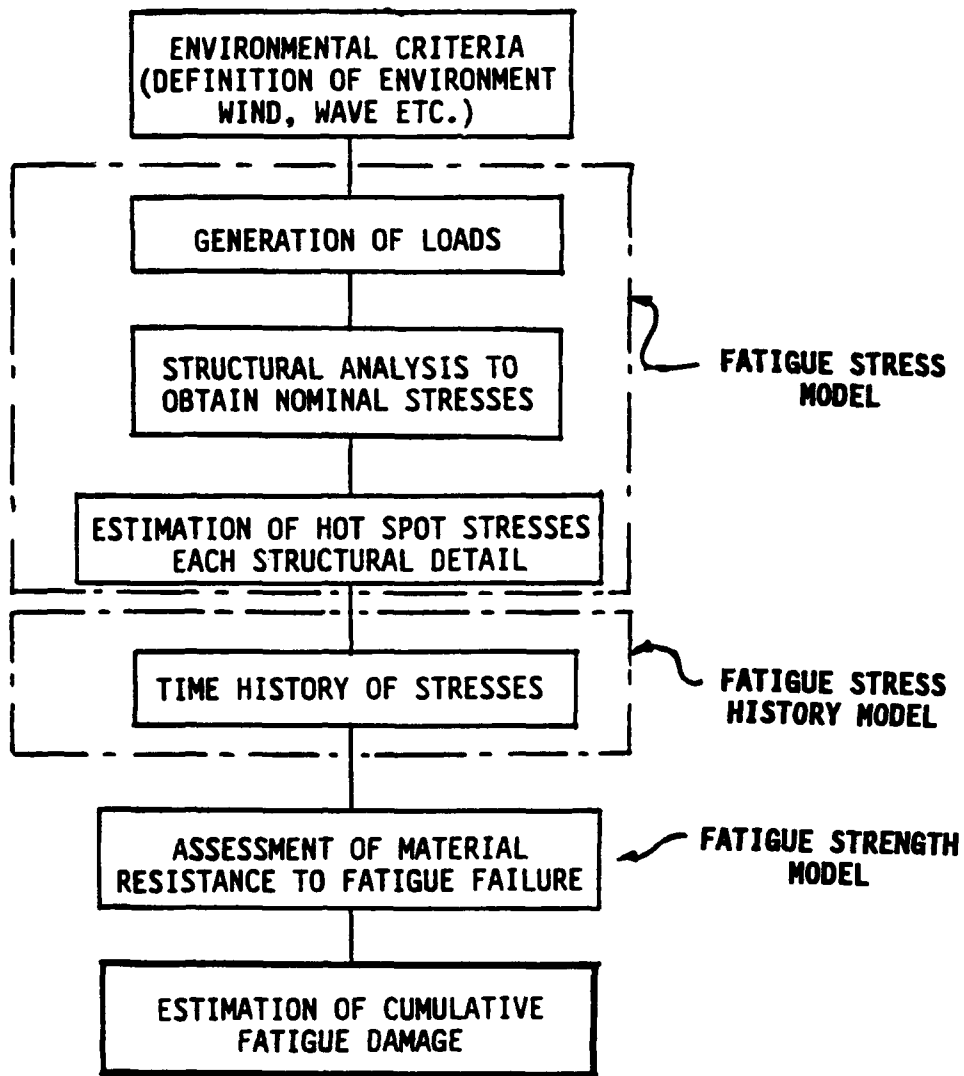 ENVIRONMENTAL CRITERIA
(DEFINITION OF ENVIRONMENT
WIND, WAVE ETC.)
GENERATION OF LOADS
STRUCTURAL ANALYSIS TO
OBTAIN NOMINAL STRESSES
FATIGUE STRESS
MODEL
ESTIMATION OF HOT SPOT STRESSES
EACH STRUCTURAL DETAIL
TIME HISTORY OF STRESSES
FATIGUE STRESS
HISTORY MODEL
ASSESSMENT OF MATERIAL
RESISTANCE TO FATIGUE FAILURE
FATIGUE STRENGTH
MODEL
ESTIMATION OF CUMULATIVE
FATIGUE DAMAGE